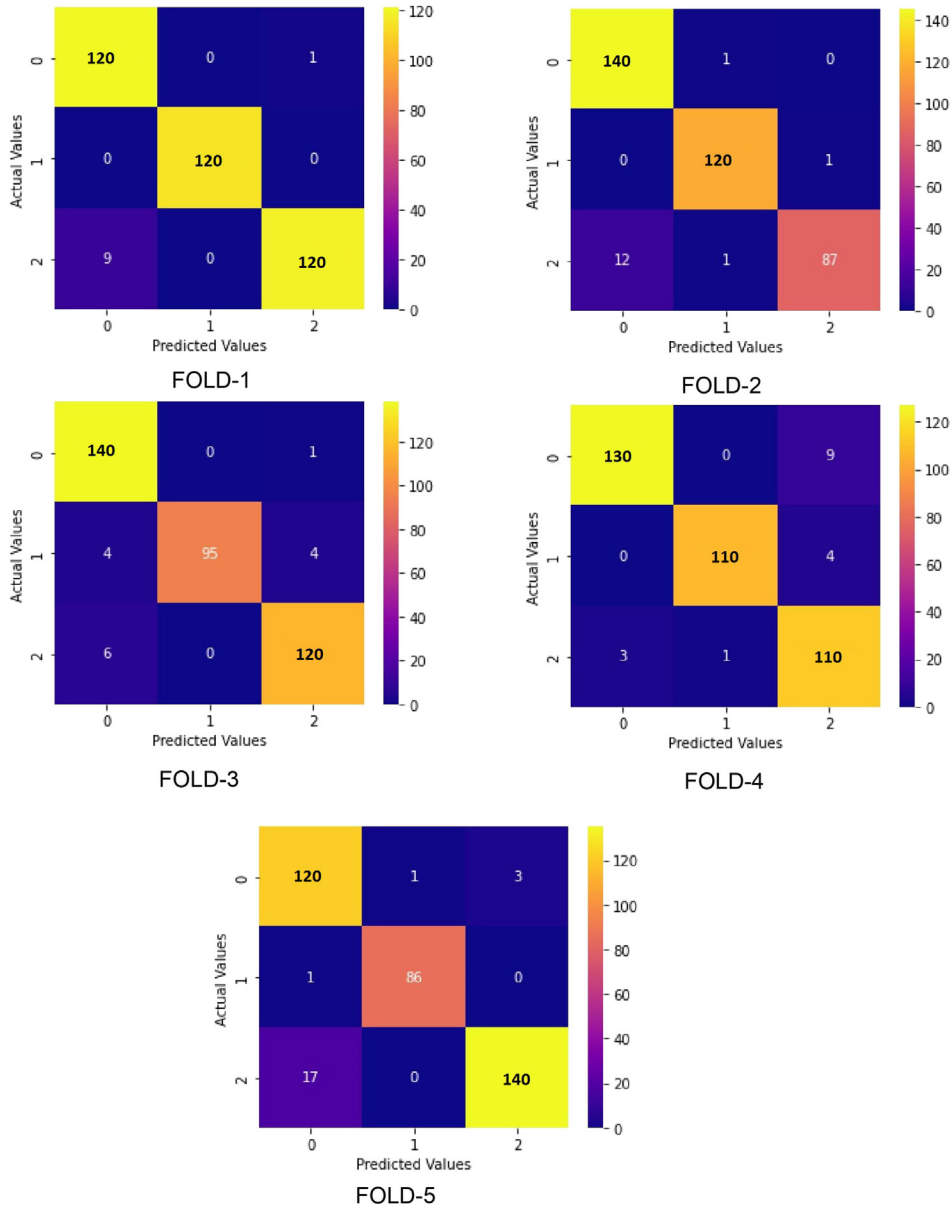 120 0 1
0 120 0
9 0 120
0
1
2
Actual Values
0 1 2
Predicted Values
120
100
80
60
40
20
0
FOLD-1
140 1 0
0 120 1
12 1 87
0
1
2
Actual Values
0 1 2
Predicted Values
140
120
100
80
60
40
20
0
FOLD-2
140 0 1
4 95 4
6 0 120
0
1
2
Actual Values
0 1 2
Predicted Values
120
100
80
60
40
20
0
FOLD-3
130 0 9
0 110 4
3 1 110
0
1
2
Actual Values
0 1 2
Predicted Values
120
100
80
60
40
20
0
FOLD-4
120 1 3
1 86 0
17 0 140
0
1
2
Actual Values
0 1 2
Predicted Values
120
100
80
60
40
20
0
FOLD-5